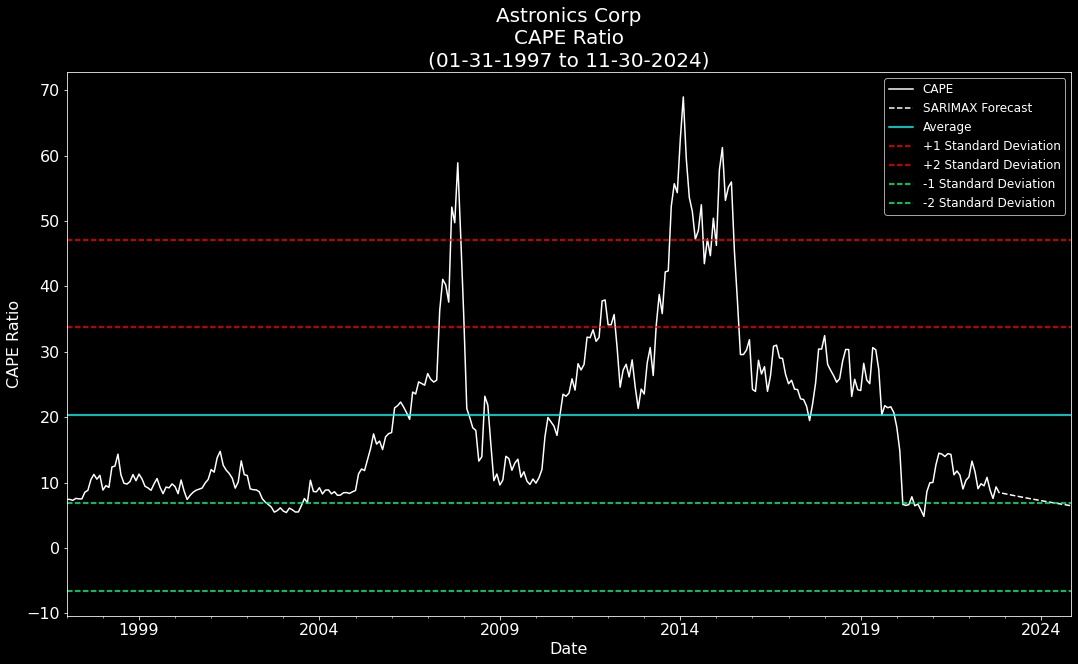 Astronics Corp
CAPE Ratio
(01-31-1997 to 11-30-2024)
CAPE
SARIMAX Forecast
Average
+1 Standard Deviation
+2 Standard Deviation
-1 Standard Deviation
-2 Standard Deviation
CAPE Ratio
70
60
50
40
30
20
10
0
−10
1999 2004 2009 2014 2019 2024
Date